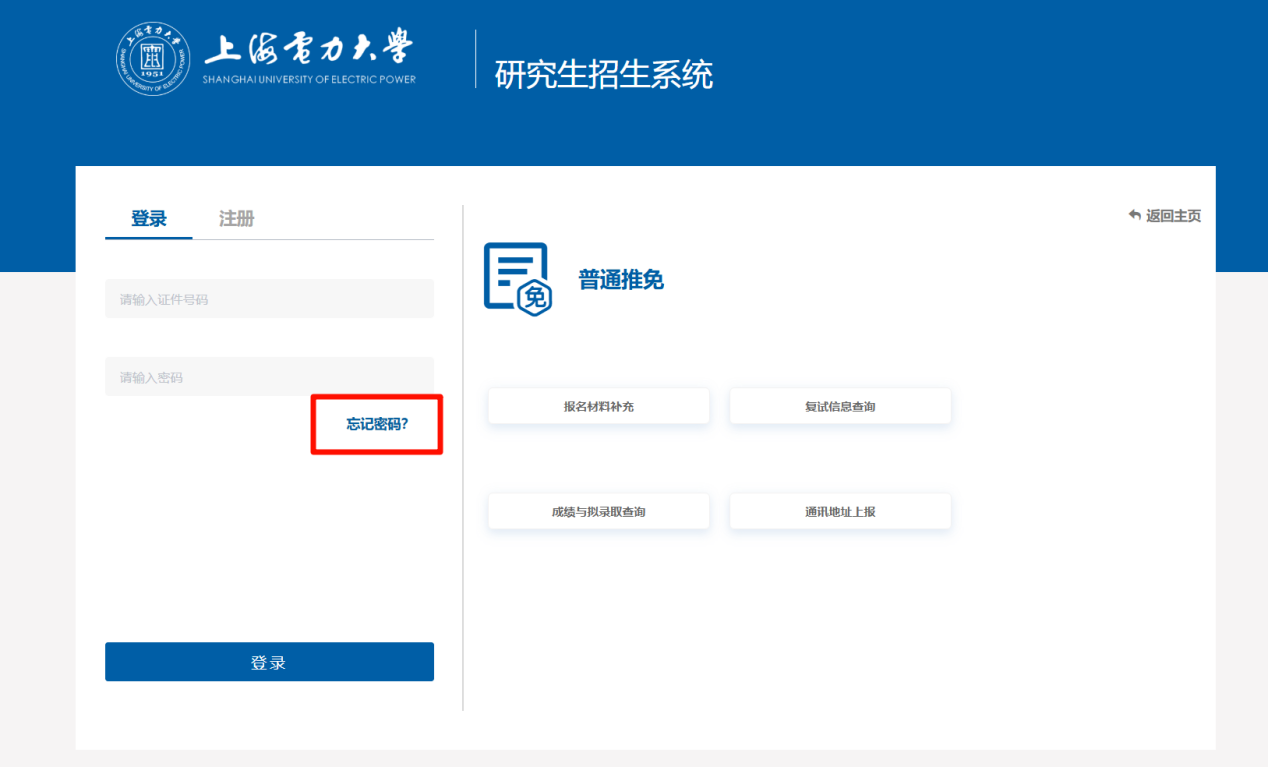 上海电力大學
SHANGHAI UNIVERSITY OF ELECTRIC POWER
1951
研究生招生系统
登录 注册
返回主页
普通推免
免
请输入证件号码
请输入密码
忘记密码?
报名材料补充 复试信息查询
成绩与拟录取查询 通讯地址上报
登录